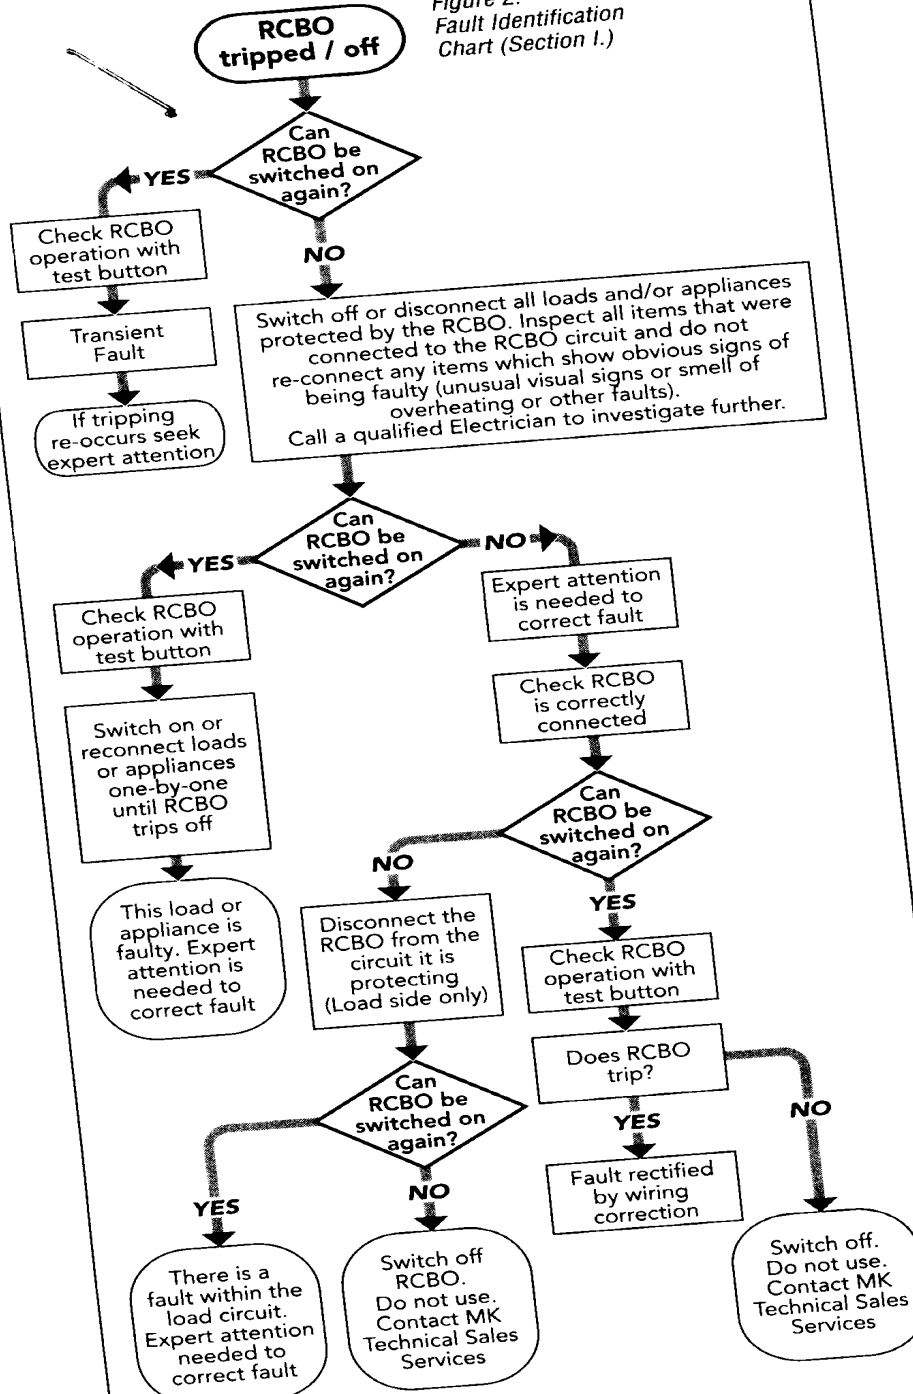 Figure 2.
Fault Identification
Chart (Section I.)
RCBO
tripped / off
Can
RCBO be
switched on
again?
YES
NO
Check RCBO
operation with
test button
Transient
Fault
If tripping
re-occurs seek
expert attention
Switch off or disconnect all loads and/or appliances
protected by the RCBO. Inspect all items that were
connected to the RCBO circuit and do not
re-connect any items which show obvious signs of
being faulty (unusual visual signs or smell of
overheating or other faults).
Call a qualified Electrician to investigate further.
Can
RCBO be
switched on
again?
YES
NO
Check RCBO
operation with
test button
Switch on or
reconnect loads
or appliances
one-by-one
until RCBO
trips off
This load or
appliance is
faulty. Expert
attention is
needed to
correct fault
Expert attention
is needed to
correct fault
Check RCBO
is correctly
connected
Can
RCBO be
switched on
again?
NO
YES
Disconnect the
RCBO from the
circuit it is
protecting
(Load side only)
Check RCBO
operation with
test button
Does RCBO
trip?
YES
NO
Fault rectified
by wiring
correction
Switch off.
Do not use.
Contact MK
Technical Sales
Services
Can
RCBO be
switched on
again?
YES
NO
There is a
fault within the
load circuit.
Expert attention
needed to
correct fault
Switch off
RCBO.
Do not use.
Contact MK
Technical Sales
Services